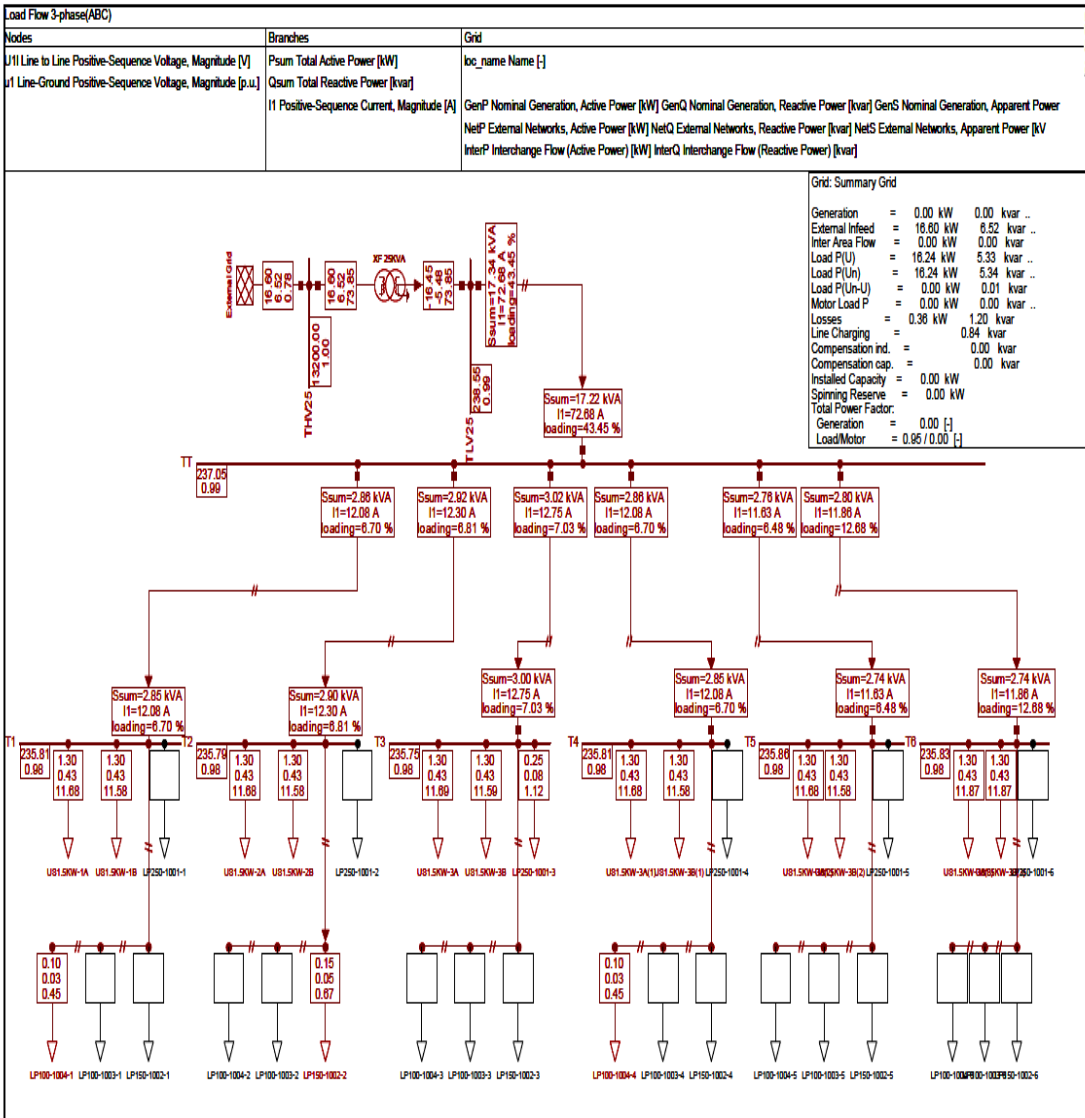 Load Flow 3-phase(ABC)
Nodes
Branches
Grid
U1l Line to Line Positive-Sequence Voltage, Magnitude [V]
Psum Total Active Power [kW]
loc_name Name [-]
u1 Line-Ground Positive-Sequence Voltage, Magnitude [p.u.]
Qsum Total Reactive Power [kvar]
I1 Positive-Sequence Current, Magnitude [A]
GenP Nominal Generation, Active Power [kW] GenQ Nominal Generation, Reactive Power [kvar] GenS Nominal Generation, Apparent Power
NetP External Networks, Active Power [kW] NetQ External Networks, Reactive Power [kvar] NetS External Networks, Apparent Power [kV
InterP Interchange Flow (Active Power) [kW] InterQ Interchange Flow (Reactive Power) [kvar]
Grid: Summary Grid
Generation = 0.00 kW 0.00 kvar ..
External Infeed = 16.60 kW 6.52 kvar ..
Inter Area Flow = 0.00 kW 0.00 kvar
Load P(U) = 16.24 kW 5.33 kvar ..
Load P(Un) = 16.24 kW 5.34 kvar ..
Load P(Un-U) = 0.00 kW 0.01 kvar
Motor Load P = 0.00 kW 0.00 kvar ..
Losses = 0.36 kW 1.20 kvar
Line Charging = 0.84 kvar
Compensation ind. = 0.00 kvar
Compensation cap. = 0.00 kvar
Installed Capacity = 0.00 kW
Spinning Reserve = 0.00 kW
Total Power Factor:
Generation = 0.00 [-]
Load/Motor = 0.95 / 0.00 [-]
External Grid
16.60
6.52
0.78
13200.00
1.00
THV25
16.60
6.52
73.85
XF 25KVA
-16.45
-5.48
73.85
238.55
0.99
TLV25
Ssum=17.34 kVA
I1=72.68 A
loading=43.45 %
Ssum=17.22 kVA
I1=72.68 A
loading=43.45 %
TT
237.05
0.99
Ssum=2.86 kVA
I1=12.08 A
loading=6.70 %
Ssum=2.92 kVA
I1=12.30 A
loading=6.81 %
Ssum=3.02 kVA
I1=12.75 A
loading=7.03 %
Ssum=2.86 kVA
I1=12.08 A
loading=6.70 %
Ssum=2.76 kVA
I1=11.63 A
loading=6.48 %
Ssum=2.80 kVA
I1=11.86 A
loading=12.68 %
Ssum=2.85 kVA
I1=12.08 A
loading=6.70 %
Ssum=2.90 kVA
I1=12.30 A
loading=6.81 %
Ssum=3.00 kVA
I1=12.75 A
loading=7.03 %
Ssum=2.85 kVA
I1=12.08 A
loading=6.70 %
Ssum=2.74 kVA
I1=11.63 A
loading=6.48 %
Ssum=2.74 kVA
I1=11.86 A
loading=12.68 %
T1
235.81
0.98
1.30
0.43
11.68
1.30
0.43
11.58
T2
235.79
0.98
1.30
0.43
11.68
1.30
0.43
11.58
T3
235.75
0.98
1.30
0.43
11.69
1.30
0.43
11.59
0.25
0.08
1.12
T4
235.81
0.98
1.30
0.43
11.68
1.30
0.43
11.58
T5
235.86
0.98
1.30
0.43
11.68
1.30
0.43
11.58
T6
235.83
0.98
1.30
0.43
11.87
1.30
0.43
11.87
US1.5KW-1A
US1.5KW-1B
LP250-1001-1
US1.5KW-2A
US1.5KW-2B
LP250-1001-2
US1.5KW-3A
US1.5KW-3B
LP250-1001-3
US1.5KW-3A(1)
US1.5KW-3B(1)
LP250-1001-4
0.10
0.03
0.45
0.15
0.05
0.67
0.10
0.03
0.45
LP100-1004-1
LP100-1003-1
LP150-1002-1
LP100-1004-2
LP100-1003-2
LP150-1002-2
LP100-1004-3
LP100-1003-3
LP150-1002-3
LP100-1004-4
LP100-1003-4
LP150-1002-4
LP100-1004-5
LP100-1003-5
LP150-1002-5